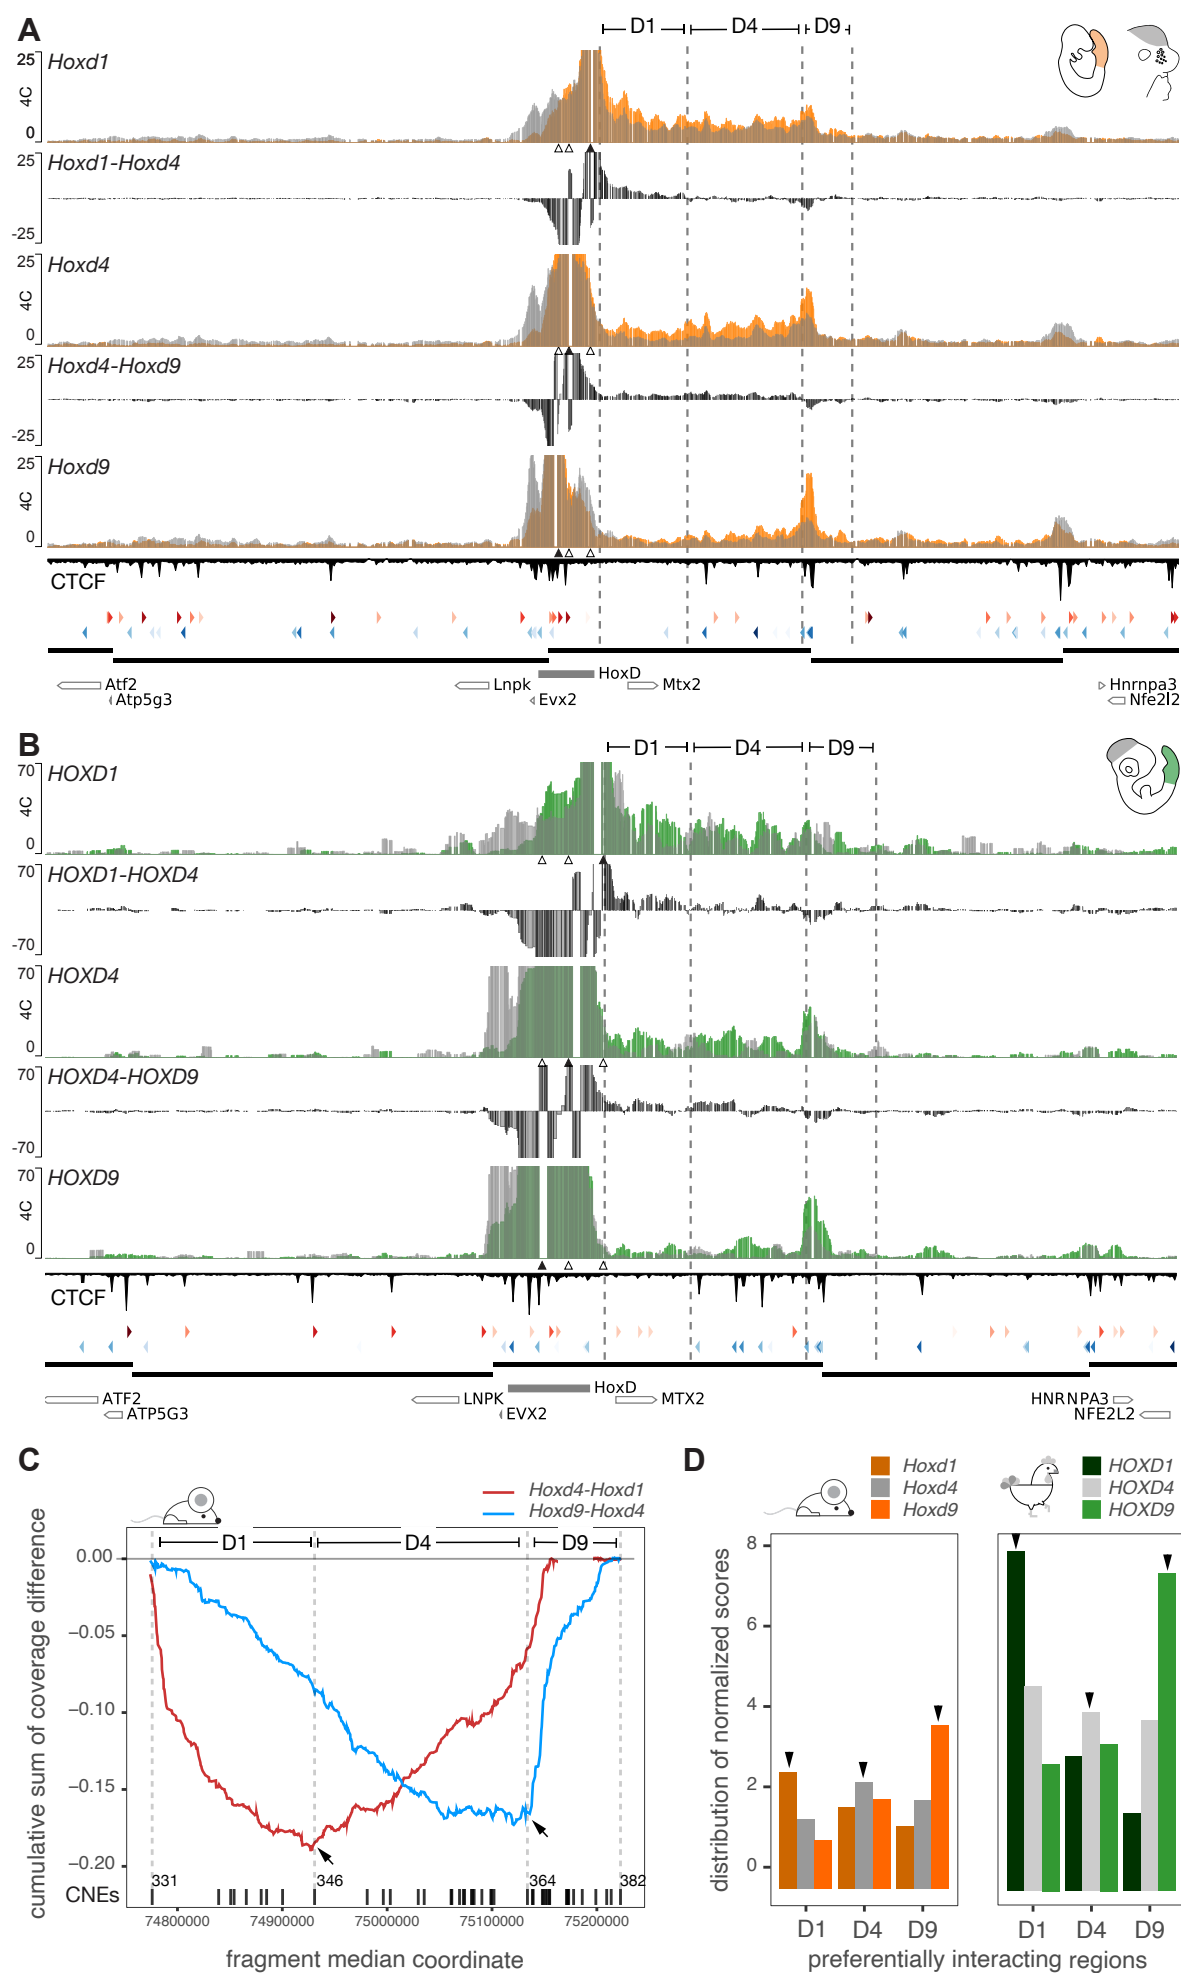 A
D1 D4 D9
25
Hoxd1
4C
0
25
Hoxd1-Hoxd4
-25
25
Hoxd4
4C
0
25
Hoxd4-Hoxd9
-25
25
Hoxd9
4C
0
CTCF
HoxD
Atf2 Lnpk Mtx2 Hnrnpa3
Atp5g3 Evx2 Nfe2l2
B
D1 D4 D9
70
HOXD1
4C
0
70
HOXD1-HOXD4
-70
70
HOXD4
4C
0
70
HOXD4-HOXD9
-70
70
HOXD9
4C
0
CTCF
HoxD
ATF2 LNPK MTX2 HNRNPA3
ATP5G3 EVX2 NFE2L2
C
Hoxd4-Hoxd1
Hoxd9-Hoxd4
D1 D4 D9
0.00
−0.05
−0.10
−0.15
−0.20
cumulative sum of coverage difference
331 346 364 382
CNEs
74800000 74900000 75000000 75100000 75200000
fragment median coordinate
D
Hoxd1 HOXD1
Hoxd4 HOXD4
Hoxd9 HOXD9
8
6
4
2
0
distribution of normalized scores
D1 D4 D9 D1 D4 D9
preferentially interacting regions